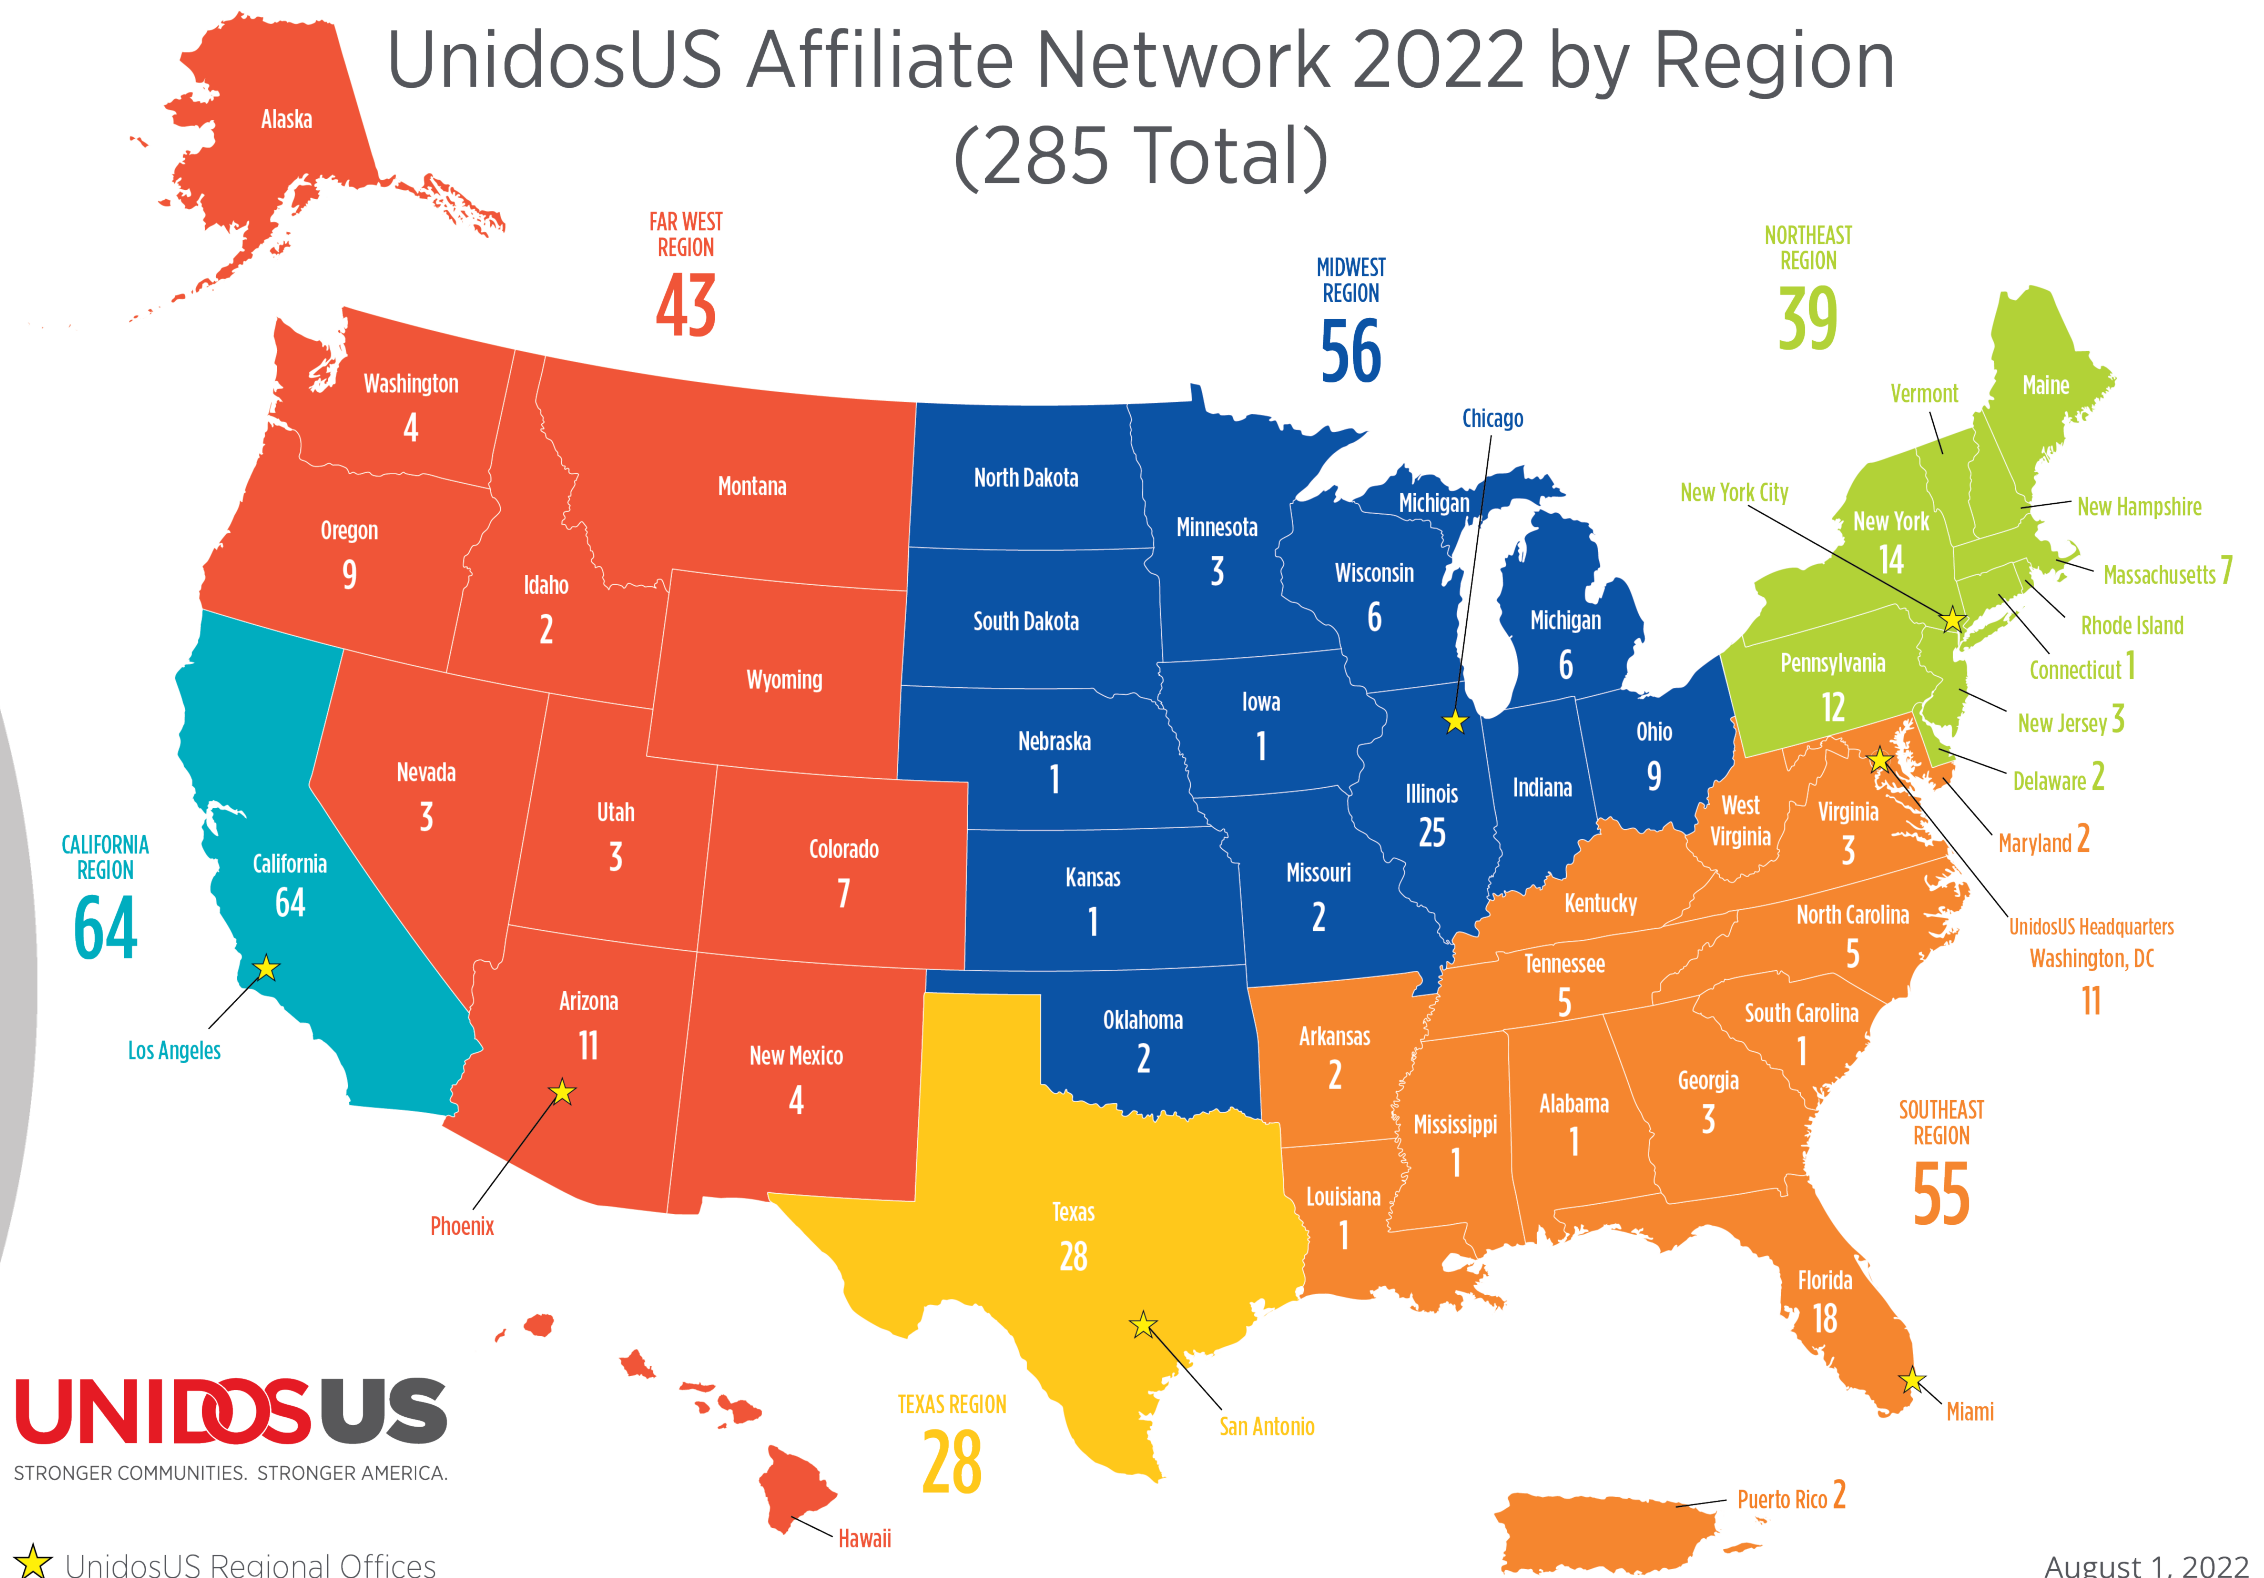 UnidosUS Affiliate Network 2022 by Region
(285 Total)
Alaska
FAR WEST
REGION
43
MIDWEST
REGION
56
NORTHEAST
REGION
39
Washington
4
Oregon
9
Idaho
2
Montana
Wyoming
Nevada
3
Utah
3
Colorado
7
Arizona
11
New Mexico
4
Phoenix
Hawaii
CALIFORNIA
REGION
64
California
64
Los Angeles
North Dakota
South Dakota
Nebraska
1
Kansas
1
Oklahoma
2
Minnesota
3
Iowa
1
Missouri
2
Wisconsin
6
Chicago
Michigan
Michigan
6
Illinois
25
Indiana
Ohio
9
Vermont
Maine
New York City
New York
14
New Hampshire
Massachusetts 7
Rhode Island
Connecticut 1
Pennsylvania
12
New Jersey 3
Delaware 2
Maryland 2
West
Virginia
Virginia
3
UnidosUS Headquarters
Washington, DC
11
Kentucky
North Carolina
5
Tennessee
5
South Carolina
1
Arkansas
2
Mississippi
1
Alabama
1
Georgia
3
Louisiana
1
SOUTHEAST
REGION
55
Florida
18
Miami
Puerto Rico 2
Texas
28
San Antonio
TEXAS REGION
28
UNIDOSUS
STRONGER COMMUNITIES. STRONGER AMERICA.
UnidosUS Regional Offices
August 1, 2022